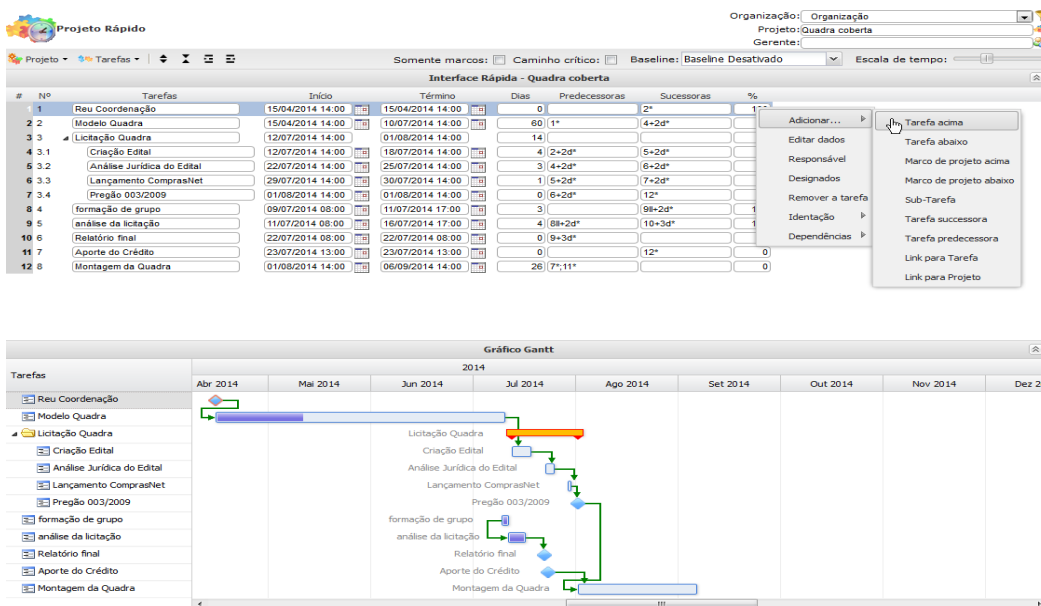 Organização: Organização
Projeto Rápido
Projeto: Quadra coberta
Gerente:
Projeto Tarefas Somente marcos: Caminho crítico: Baseline: Baseline Desativado Escala de tempo:
Interface Rápida - Quadra coberta
# Nº Tarefas Início Término Dias Predecessoras Sucessoras %
1 1 Reu Coordenação 15/04/2014 14:00 15/04/2014 14:00 0 2*
2 2 Modelo Quadra 15/04/2014 14:00 10/07/2014 14:00 60 1* 4+2d*
3 3 Licitação Quadra 12/07/2014 14:00 01/08/2014 14:00 14
4 3.1 Criação Edital 12/07/2014 14:00 18/07/2014 14:00 4 2+2d* 5+2d*
5 3.2 Análise Jurídica do Edital 22/07/2014 14:00 25/07/2014 14:00 3 4+2d* 6+2d*
6 3.3 Lançamento ComprasNet 29/07/2014 14:00 30/07/2014 14:00 1 5+2d* 7+2d*
7 3.4 Pregão 003/2009 01/08/2014 14:00 01/08/2014 14:00 0 6+2d* 12*
8 4 formação de grupo 09/07/2014 08:00 11/07/2014 17:00 3 9II+2d*
9 5 análise da licitação 11/07/2014 08:00 16/07/2014 17:00 4 8II+2d* 10+3d*
10 6 Relatório final 22/07/2014 08:00 22/07/2014 08:00 0 9+3d* 0
11 7 Aporte do Crédito 23/07/2014 13:00 23/07/2014 13:00 0 12* 0
12 8 Montagem da Quadra 01/08/2014 14:00 06/09/2014 14:00 26 7*;11* 0
Adicionar...
Editar dados
Responsável
Designados
Remover a tarefa
Identação
Dependências
Tarefa acima
Tarefa abaixo
Marco de projeto acima
Marco de projeto abaixo
Sub-Tarefa
Tarefa successora
Tarefa predecessora
Link para Tarefa
Link para Projeto
Gráfico Gantt
Tarefas
2014
Abr 2014 Mai 2014 Jun 2014 Jul 2014 Ago 2014 Set 2014 Out 2014 Nov 2014 Dez 2
Reu Coordenação
Modelo Quadra
Licitação Quadra Licitação Quadra
Criação Edital Criação Edital
Análise Jurídica do Edital Análise Jurídica do Edital
Lançamento ComprasNet Lançamento ComprasNet
Pregão 003/2009 Pregão 003/2009
formação de grupo formação de grupo
análise da licitação análise da licitação
Relatório final Relatório final
Aporte do Crédito Aporte do Crédito
Montagem da Quadra Montagem da Quadra